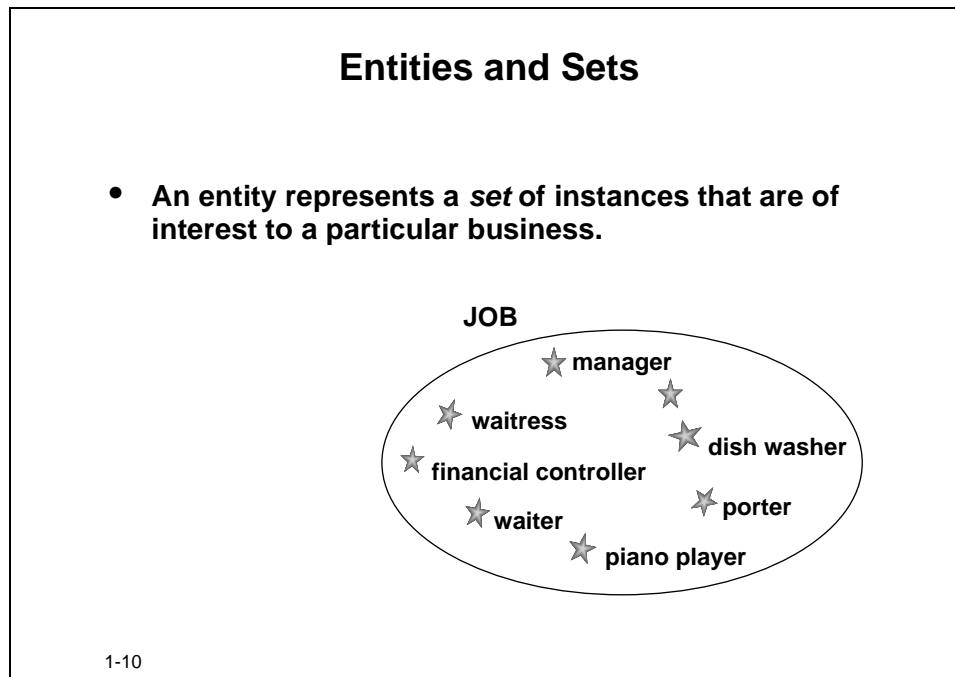 Entities and Sets
• An entity represents a set of instances that are of
interest to a particular business.
JOB
manager
waitress
dish washer
financial controller
porter
waiter
piano player
1-10